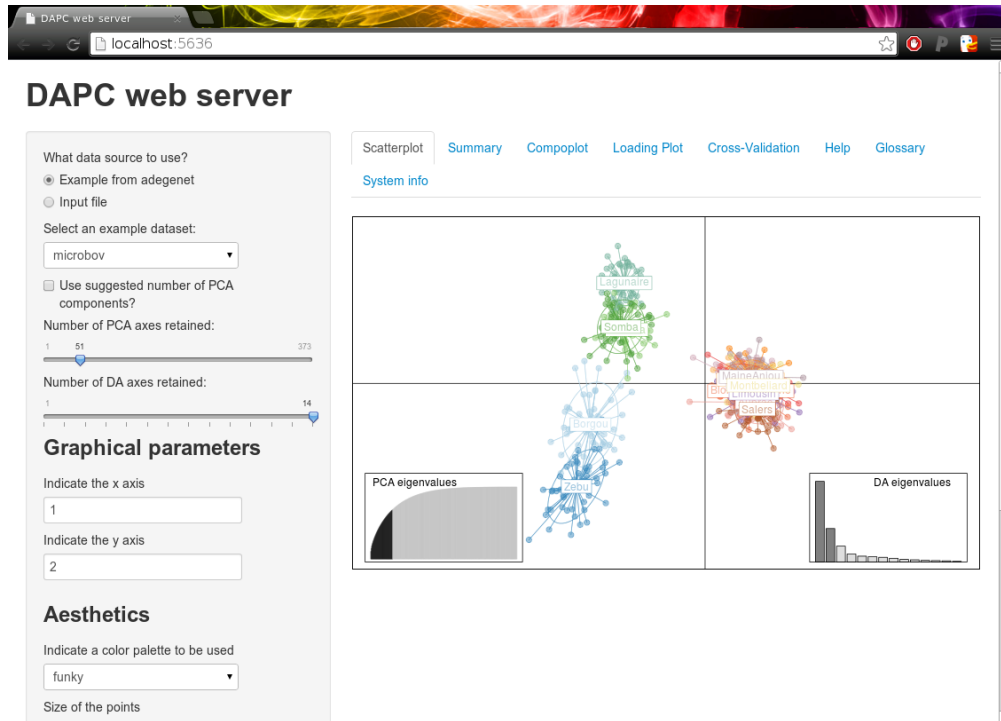 DAPC web server
localhost:5636
DAPC web server
What data source to use?
Example from adegenet
Input file
Select an example dataset:
microbov
Use suggested number of PCA
components?
Number of PCA axes retained:
1 51 373
Number of DA axes retained:
1 14
Graphical parameters
Indicate the x axis
1
Indicate the y axis
2
Aesthetics
Indicate a color palette to be used
funky
Size of the points
Scatterplot Summary Compoplot Loading Plot Cross-Validation Help Glossary
System info
Lagunaire
Somba
MaineAnjou
Montbeliard
Limousin
Salers
Borgou
Zebu
PCA eigenvalues
DA eigenvalues